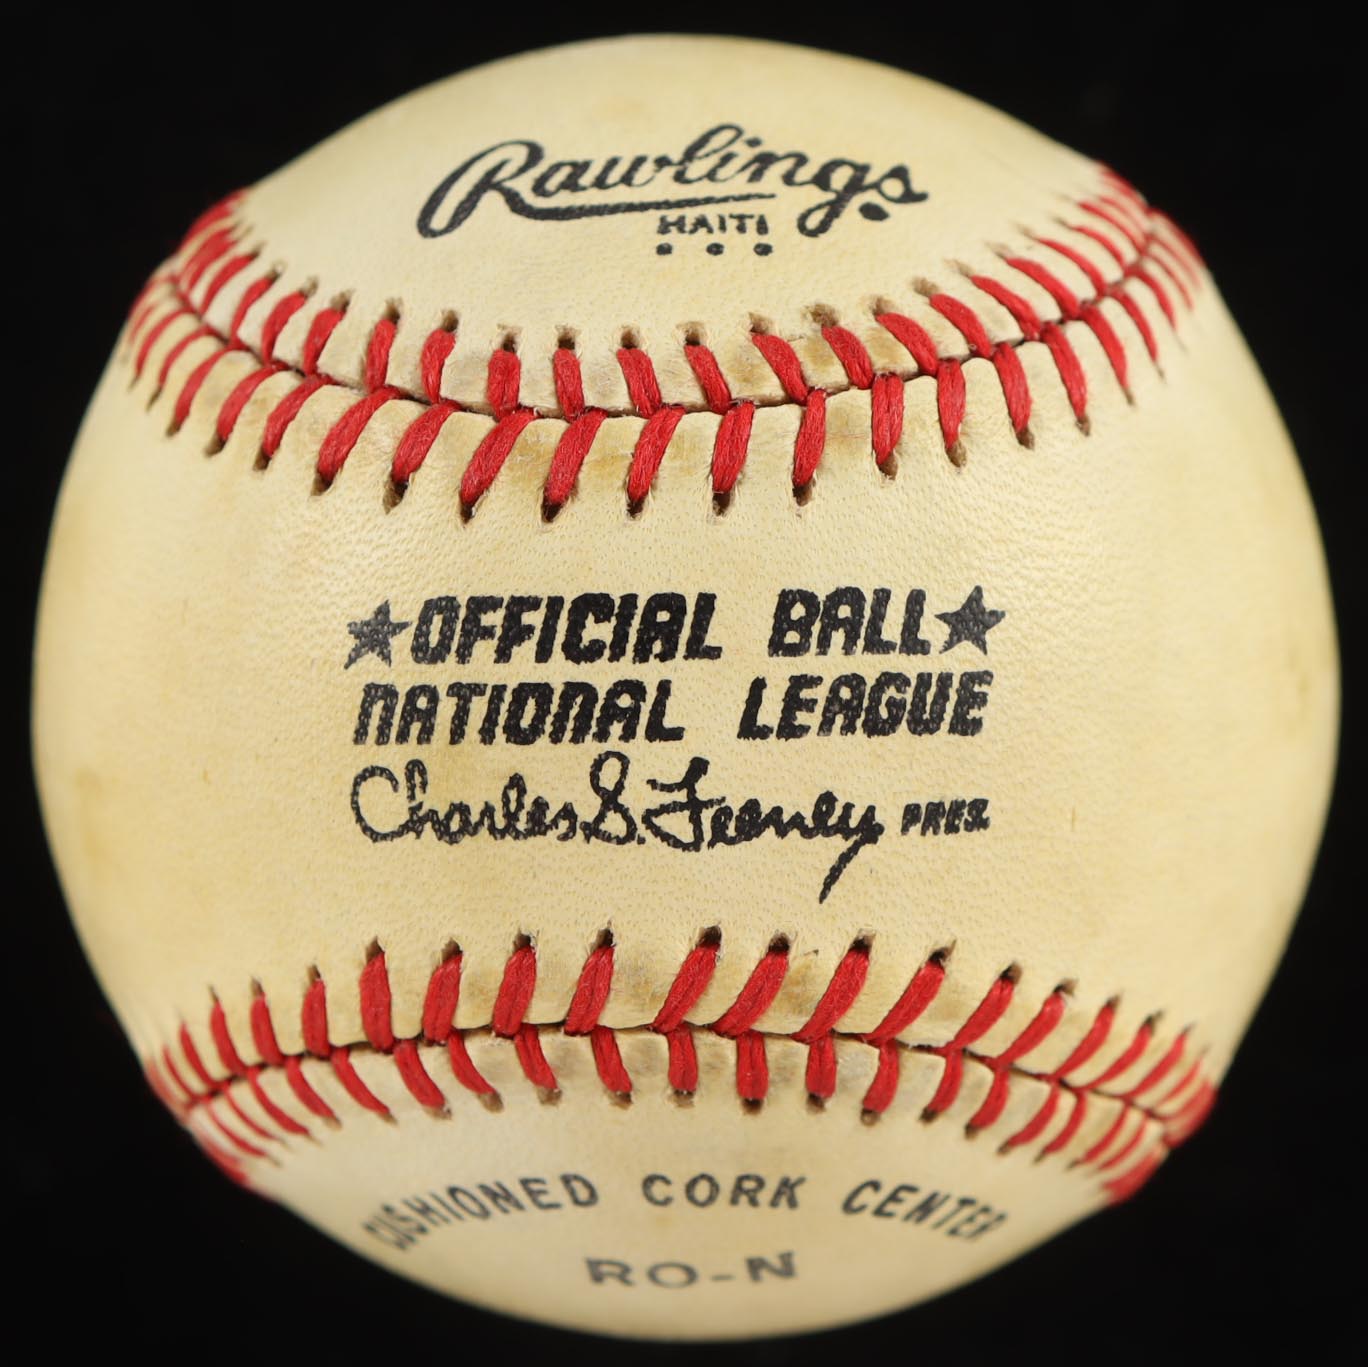 Rawlings
HAITI
★OFFICIAL BALL★
NATIONAL LEAGUE
Charles S. Feeney PRES.
CUSHIONED CORK CENTER
RO-N